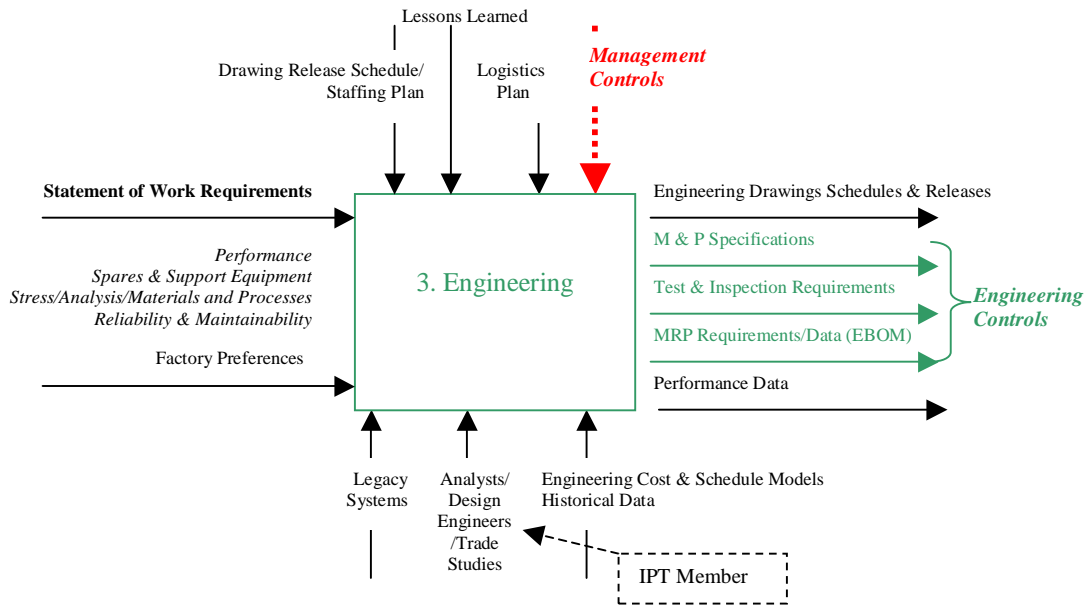 Lessons Learned
Drawing Release Schedule/
Staffing Plan
Logistics
Plan
Management
Controls
Statement of Work Requirements
Performance
Spares & Support Equipment
Stress/Analysis/Materials and Processes
Reliability & Maintainability
Factory Preferences
3. Engineering
Engineering Drawings Schedules & Releases
M & P Specifications
Test & Inspection Requirements
MRP Requirements/Data (EBOM)
Performance Data
Engineering
Controls
Legacy
Systems
Analysts/
Design
Engineers
/Trade
Studies
Engineering Cost & Schedule Models
Historical Data
IPT Member